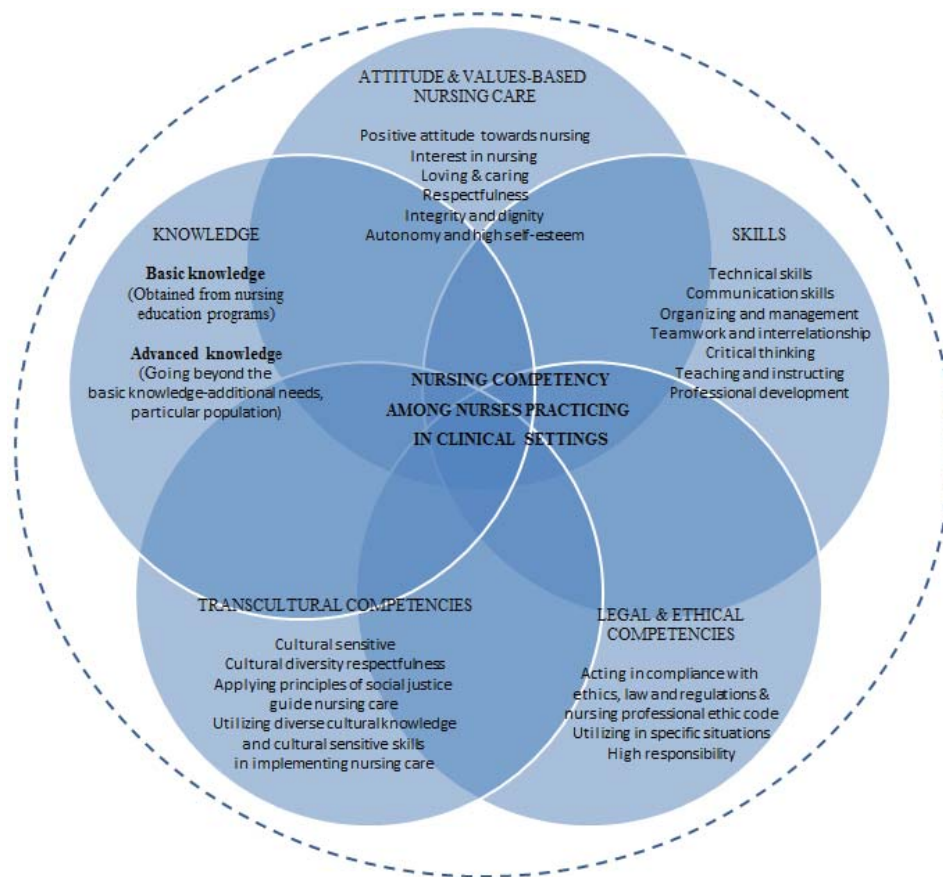 ATTITUDE & VALUES-BASED
NURSING CARE
Positive attitude towards nursing
Interest in nursing
Loving & caring
Respectfulness
Integrity and dignity
Autonomy and high self-esteem
KNOWLEDGE
Basic knowledge
(Obtained from nursing
education programs)
Advanced knowledge
(Going beyond the
basic knowledge-additional needs,
particular population)
SKILLS
Technical skills
Communication skills
Organizing and management
Teamwork and interrelationship
Critical thinking
Teaching and instructing
Professional development
NURSING COMPETENCY
AMONG NURSES PRACTICING
IN CLINICAL SETTINGS
TRANSCULTURAL COMPETENCIES
Cultural sensitive
Cultural diversity respectfulness
Applying principles of social justice
guide nursing care
Utilizing diverse cultural knowledge
and cultural sensitive skills
in implementing nursing care
LEGAL & ETHICAL
COMPETENCIES
Acting in compliance with
ethics, law and regulations &
nursing professional ethic code
Utilizing in specific situations
High responsibility